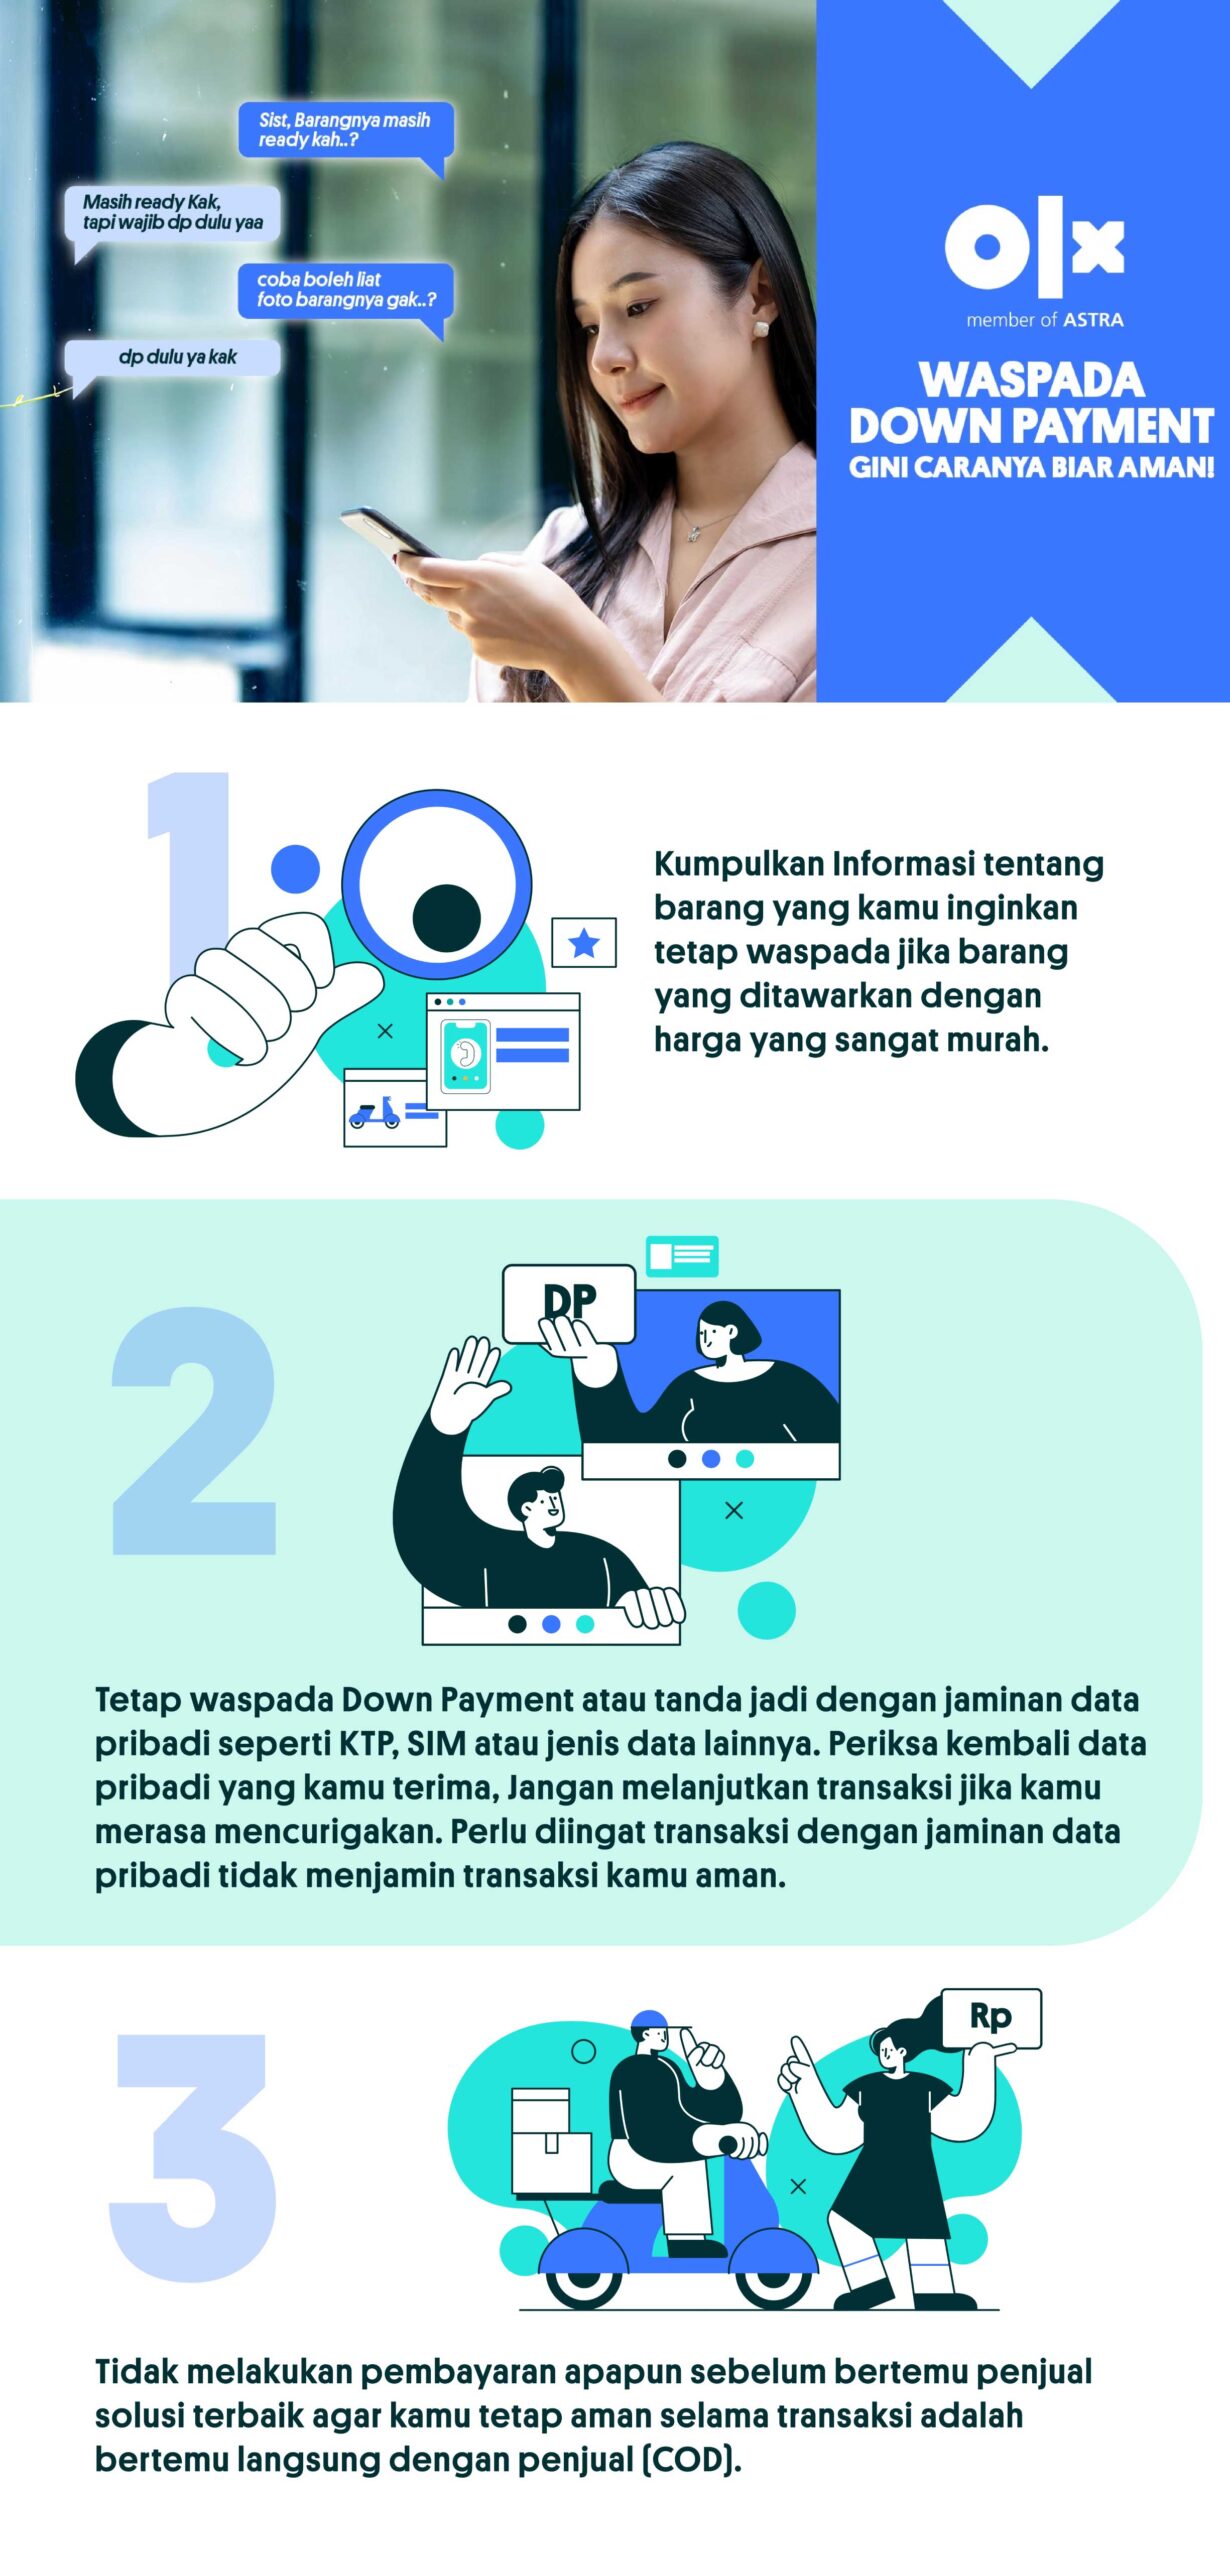 Sist, Barangnya masih
ready kah..?
Masih ready Kak,
tapi wajib dp dulu yaa
coba boleh liat
foto barangnya gak..?
dp dulu ya kak
olx
member of ASTRA
WASPADA
DOWN PAYMENT
GINI CARANYA BIAR AMAN!
1
Kumpulkan Informasi tentang
barang yang kamu inginkan
tetap waspada jika barang
yang ditawarkan dengan
harga yang sangat murah.
2
DP
Tetap waspada Down Payment atau tanda jadi dengan jaminan data
pribadi seperti KTP, SIM atau jenis data lainnya. Periksa kembali data
pribadi yang kamu terima, Jangan melanjutkan transaksi jika kamu
merasa mencurigakan. Perlu diingat transaksi dengan jaminan data
pribadi tidak menjamin transaksi kamu aman.
3
Rp
Tidak melakukan pembayaran apapun sebelum bertemu penjual
solusi terbaik agar kamu tetap aman selama transaksi adalah
bertemu langsung dengan penjual (COD).